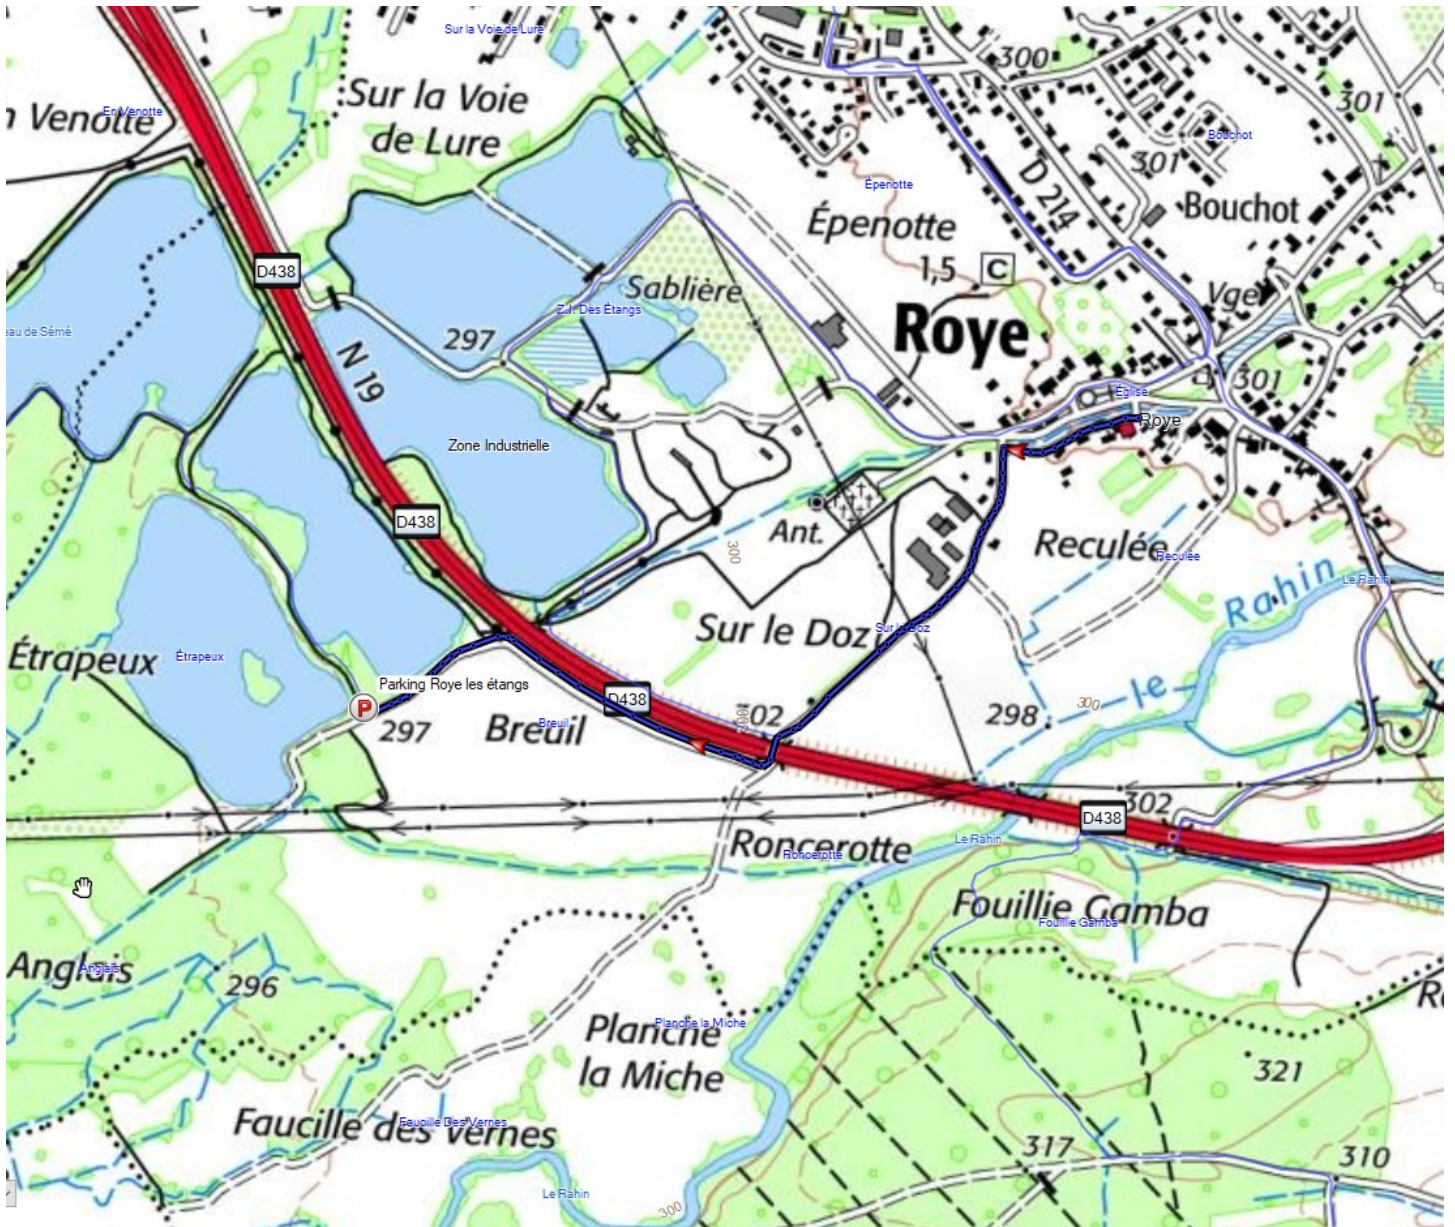 Sur la Voie de Lure
300
Sur la Voie
de Lure
301
En Venotte
n Venotte
Bouchot
301
Épenotte
D 214
Bouchot
Épenotte
1,5
C
D438
Sablière
Vge
Z.I. Des Étangs
eau de Sémé
297
Roye
N 19
301
Église
Roye
Zone Industrielle
D438
Ant.
300
Reculée
Reculée
Rahin
Le Rahin
Sur le Doz
Sur le Doz
Étrapeux
Étrapeux
Parking Roye les étangs
P
D438
le
300
297
Breuil
Breuil
300
302
298
302
D438
Roncerotte
Roncerotte
Le Rahin
Fouillie Gamba
Fouillie Gamba
Anglais
Anglais
296
R
Planche la Miche
Planche
la Miche
321
Faucille Des Vernes
Faucille des Vernes
317
310
Le Rahin
300